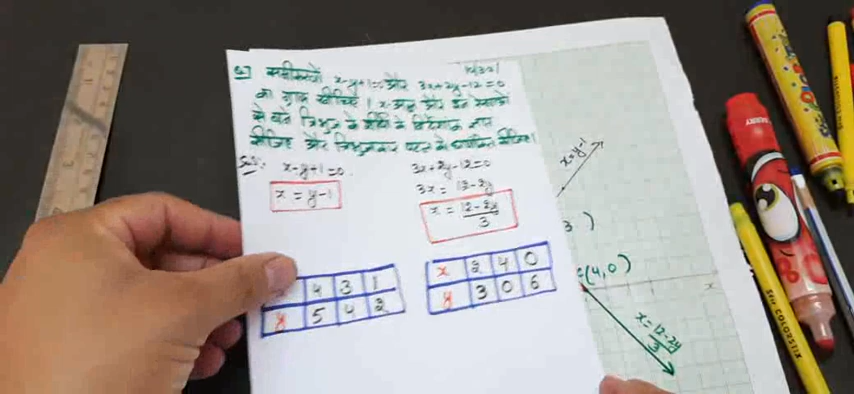 Q] समीकरणों x-y+1=0 और 3x+2y-12=0
का ग्राफ खींचिए। x-अक्ष और इन रेखाओं
से बने त्रिभुज के शीर्षों के निर्देशांक ज्ञात
कीजिए और त्रिभुजाकार पटल को छायांकित कीजिए।
Sol:- x-y+1=0
x = y-1
3x+2y-12=0
3x = 12-2y
x = 12-2y/3
4 3 1
y 5 4 2
x 2 4 0
y 3 0 6
x=y-1
3)
(4,0)
x
x=12-2y/3